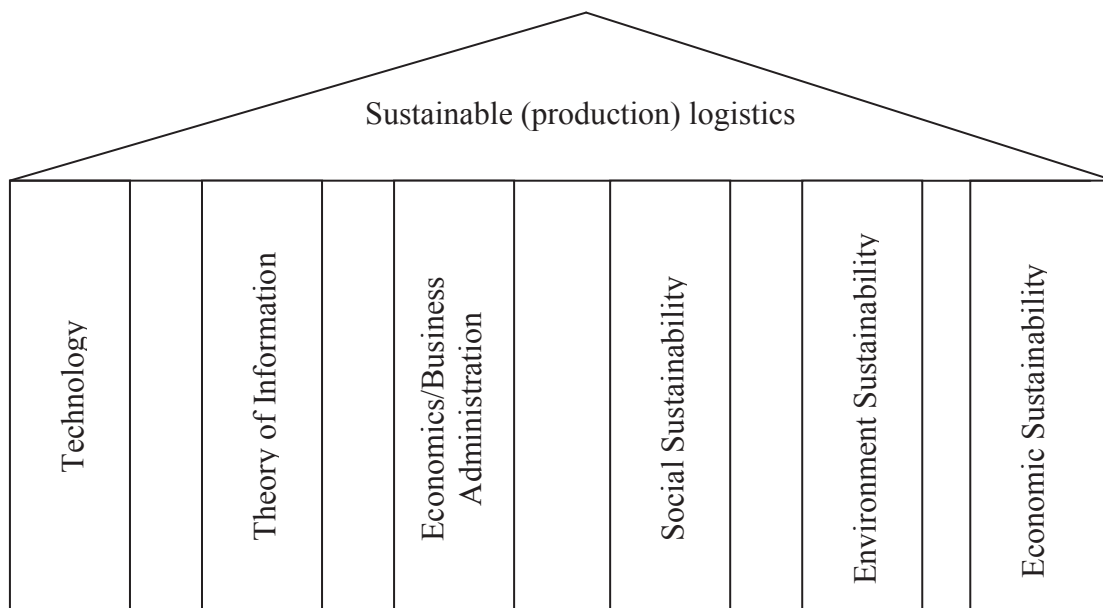 Sustainable (production) logistics
Technology
Theory of Information
Economics/Business
Administration
Social Sustainability
Environment Sustainability
Economic Sustainability